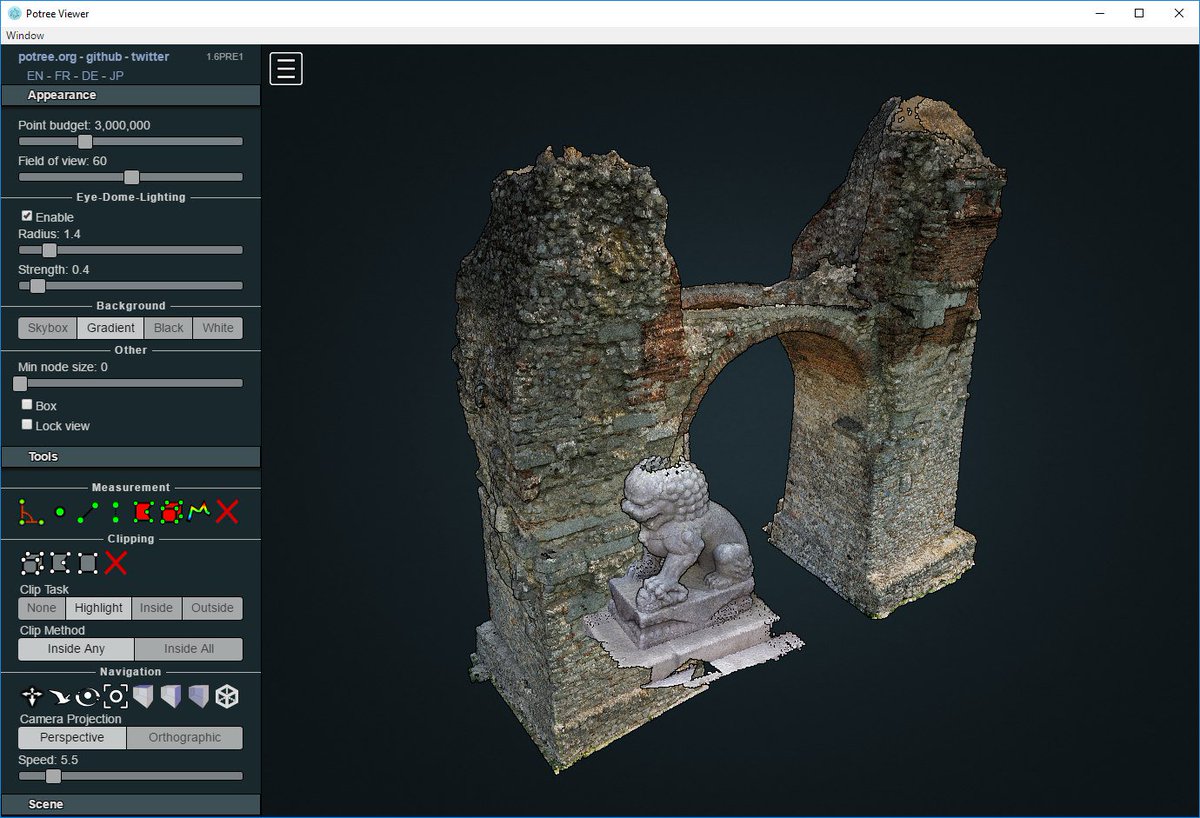 Potree Viewer
Window
potree.org - github - twitter 1.6PRE1
EN - FR - DE - JP
Appearance
Point budget: 3,000,000
Field of view: 60
Eye-Dome-Lighting
Enable
Radius: 1.4
Strength: 0.4
Background
Skybox Gradient Black White
Other
Min node size: 0
Box
Lock view
Tools
Measurement
Clipping
Clip Task
None Highlight Inside Outside
Clip Method
Inside Any Inside All
Navigation
Camera Projection
Perspective Orthographic
Speed: 5.5
Scene